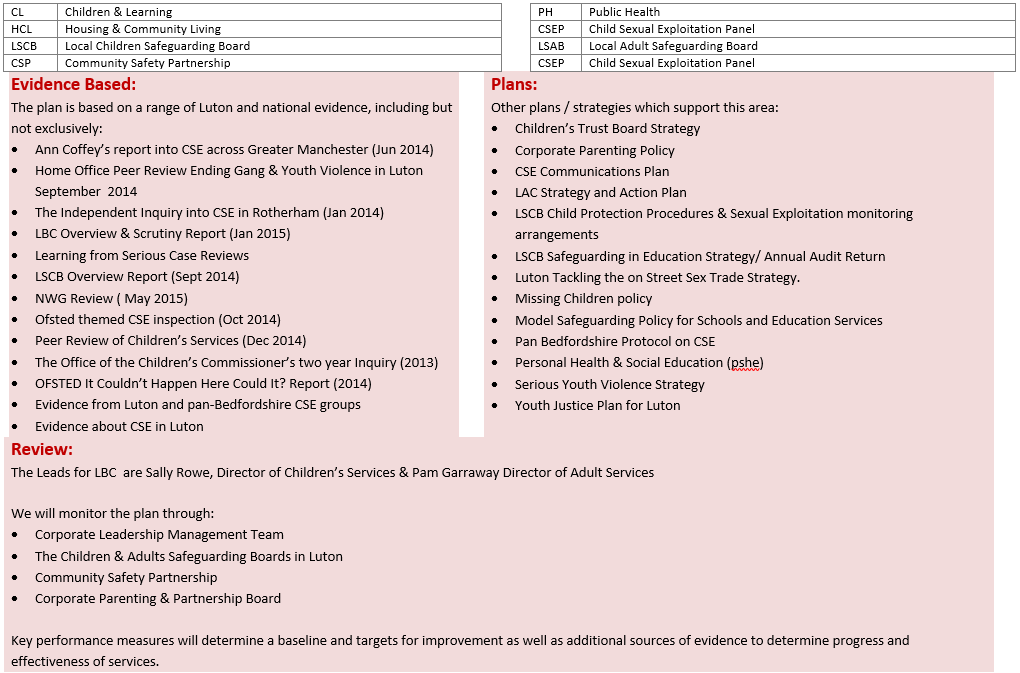 CL Children & Learning
HCL Housing & Community Living
LSCB Local Children Safeguarding Board
CSP Community Safety Partnership
PH Public Health
CSEP Child Sexual Exploitation Panel
LSAB Local Adult Safeguarding Board
CSEP Child Sexual Exploitation Panel
Evidence Based:
The plan is based on a range of Luton and national evidence, including but
not exclusively:
• Ann Coffey’s report into CSE across Greater Manchester (Jun 2014)
• Home Office Peer Review Ending Gang & Youth Violence in Luton
September 2014
• The Independent Inquiry into CSE in Rotherham (Jan 2014)
• LBC Overview & Scrutiny Report (Jan 2015)
• Learning from Serious Case Reviews
• LSCB Overview Report (Sept 2014)
• NWG Review ( May 2015)
• Ofsted themed CSE inspection (Oct 2014)
• Peer Review of Children’s Services (Dec 2014)
• The Office of the Children’s Commissioner’s two year Inquiry (2013)
• OFSTED It Couldn’t Happen Here Could It? Report (2014)
• Evidence from Luton and pan-Bedfordshire CSE groups
• Evidence about CSE in Luton
Plans:
Other plans / strategies which support this area:
• Children’s Trust Board Strategy
• Corporate Parenting Policy
• CSE Communications Plan
• LAC Strategy and Action Plan
• LSCB Child Protection Procedures & Sexual Exploitation monitoring
arrangements
• LSCB Safeguarding in Education Strategy/ Annual Audit Return
• Luton Tackling the on Street Sex Trade Strategy.
• Missing Children policy
• Model Safeguarding Policy for Schools and Education Services
• Pan Bedfordshire Protocol on CSE
• Personal Health & Social Education (pshe)
• Serious Youth Violence Strategy
• Youth Justice Plan for Luton
Review:
The Leads for LBC are Sally Rowe, Director of Children’s Services & Pam Garraway Director of Adult Services
We will monitor the plan through:
• Corporate Leadership Management Team
• The Children & Adults Safeguarding Boards in Luton
• Community Safety Partnership
• Corporate Parenting & Partnership Board
Key performance measures will determine a baseline and targets for improvement as well as additional sources of evidence to determine progress and
effectiveness of services.